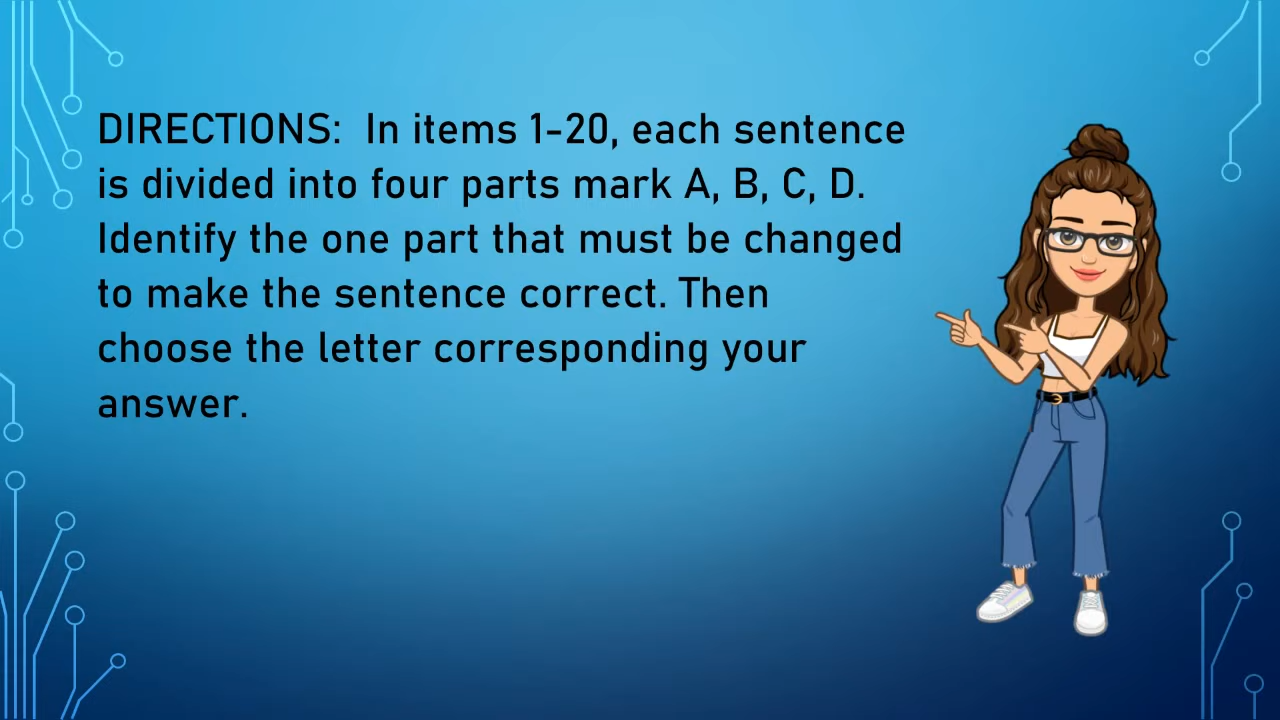 DIRECTIONS:  In items 1-20, each sentence
is divided into four parts mark A, B, C, D.
Identify the one part that must be changed
to make the sentence correct. Then
choose the letter corresponding your
answer.